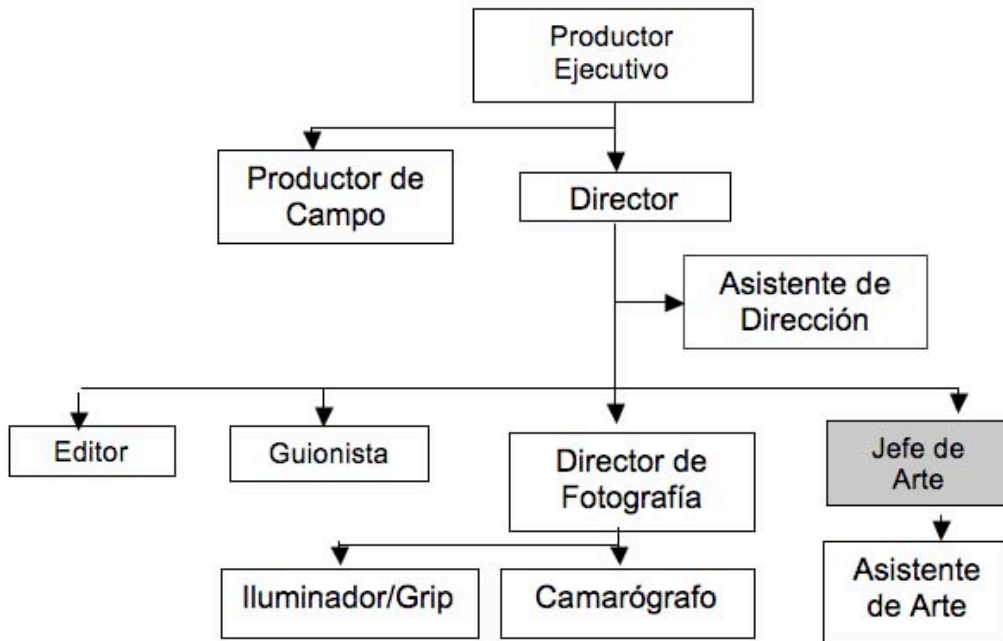 Productor
Ejecutivo
Productor de
Campo
Director
Asistente de
Dirección
Editor
Guionista
Director de
Fotografía
Jefe de
Arte
Iluminador/Grip
Camarógrafo
Asistente
de Arte